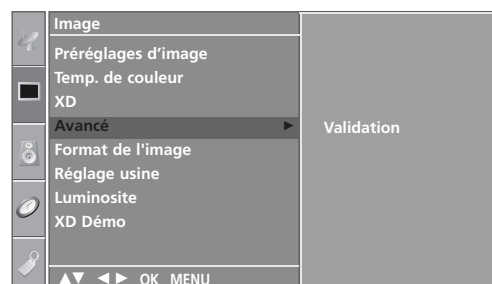 Image
Préréglages d'image
Temp. de couleur
XD
Avancé ►
Validation
Format de l'image
Réglage usine
Luminosite
XD Démo
▲▼ ◄► OK MENU